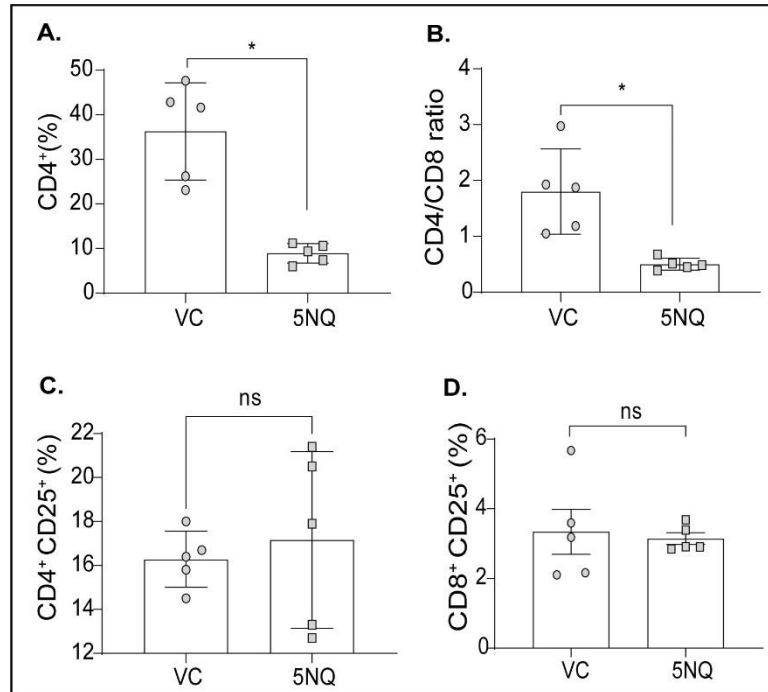 A.
*
CD4⁺(%)
50
40
30
20
10
0
VC 5NQ
B.
*
CD4/CD8 ratio
4
3
2
1
0
VC 5NQ
C.
ns
CD4⁺ CD25⁺ (%)
22
20
18
16
14
12
VC 5NQ
D.
ns
CD8⁺ CD25⁺ (%)
6
4
2
0
VC 5NQ